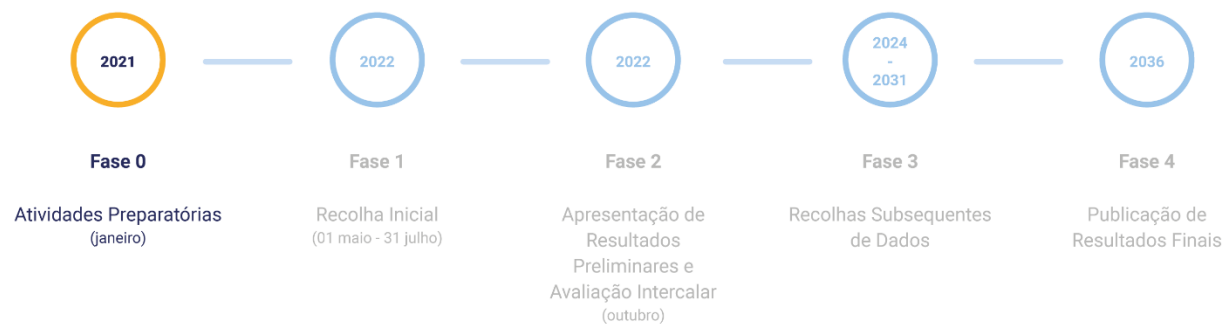 2021
2022
2022
2024
-
2031
2036
Fase 0
Fase 1
Fase 2
Fase 3
Fase 4
Atividades Preparatórias
(janeiro)
Recolha Inicial
(01 maio - 31 julho)
Apresentação de
Resultados
Preliminares e
Avaliação Intercalar
(outubro)
Recolhas Subsequentes
de Dados
Publicação de
Resultados Finais